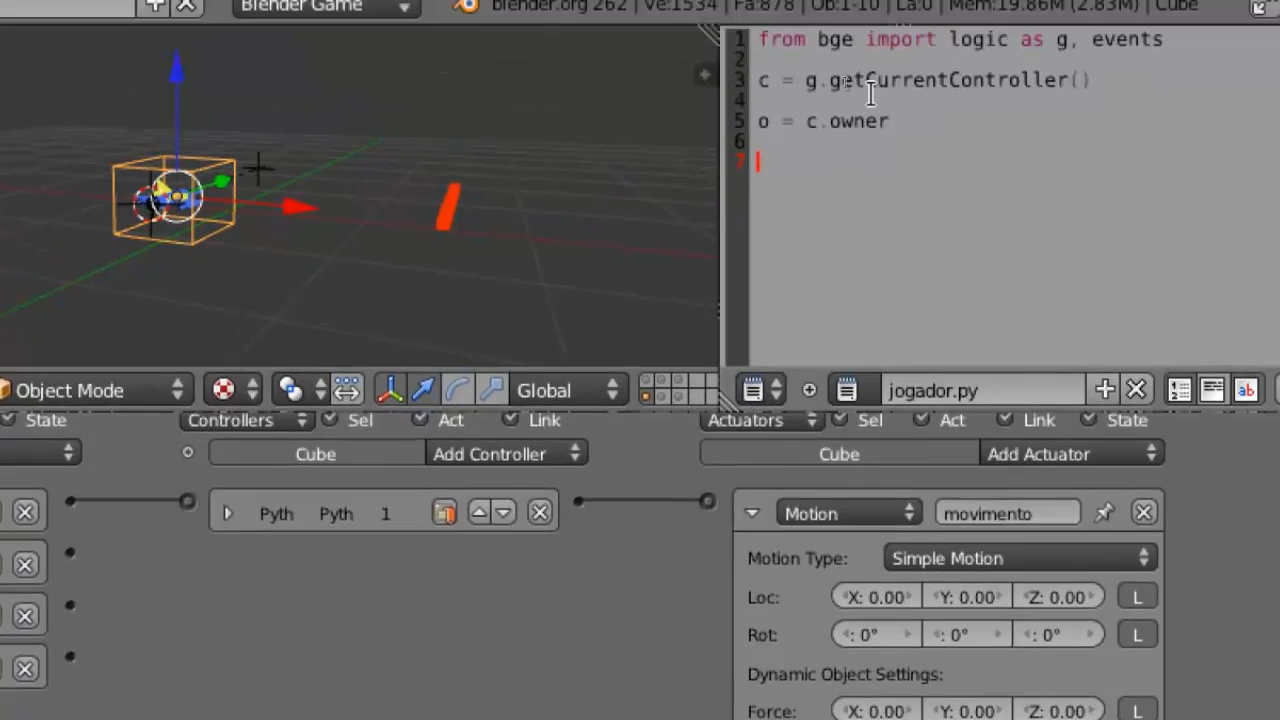 Blender Game
blender.org 262 | Ve:1534 | Fa:878 | Ob:1-10 | La:0 | Mem:19.86M (2.83M) | Cube
1 from bge import logic as g, events
2
3 c = g.getCurrentController()
4
5 o = c.owner
6
7
Object Mode
Global
jogador.py
State
Controllers
Sel
Act
Link
Actuators
Sel
Act
Link
State
Cube
Add Controller
Cube
Add Actuator
Pyth
Pyth
1
Motion
movimento
Motion Type:
Simple Motion
Loc:
X: 0.00
Y: 0.00
Z: 0.00
L
Rot:
: 0°
: 0°
: 0°
L
Dynamic Object Settings:
Force:
X: 0.00
Y: 0.00
Z: 0.00
L